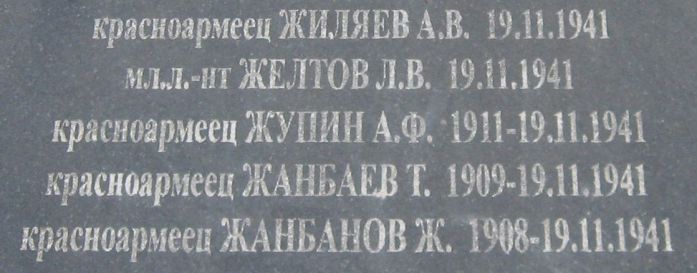 красноармеец ЖИЛЯЕВ А.В. 19.11.1941
мл.л.-нт ЖЕЛТОВ Л.В. 19.11.1941
красноармеец ЖУПИН А.Ф. 1911-19.11.1941
красноармеец ЖАНБАЕВ Т. 1909-19.11.1941
красноармеец ЖАНБАНОВ Ж. 1908-19.11.1941